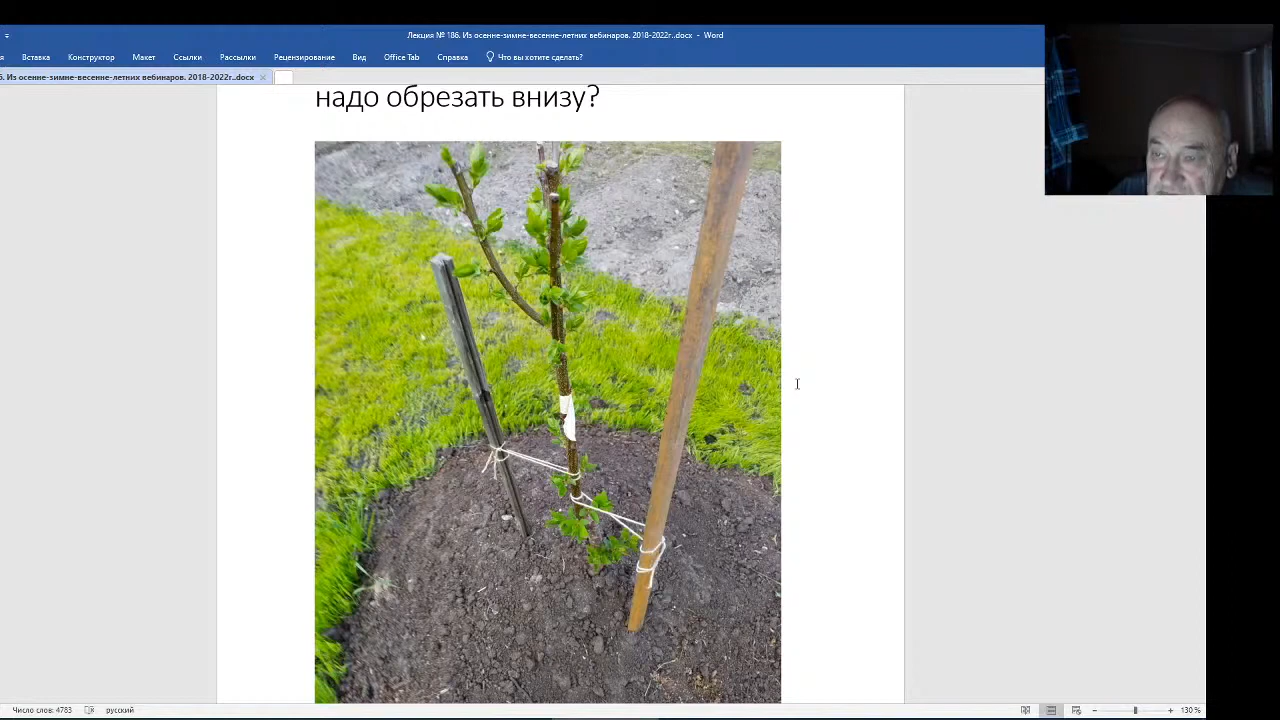 Лекция № 186. Из осенне-зимне-весенне-летних вебинаров. 2018-2022г..docx - Word
Вставка Конструктор Макет Ссылки Рассылки Рецензирование Вид Office Tab Справка Что вы хотите сделать?
6. Из осенне-зимне-весенне-летних вебинаров. 2018-2022г..docx
надо обрезать внизу?
Число слов: 4783 русский 130 %